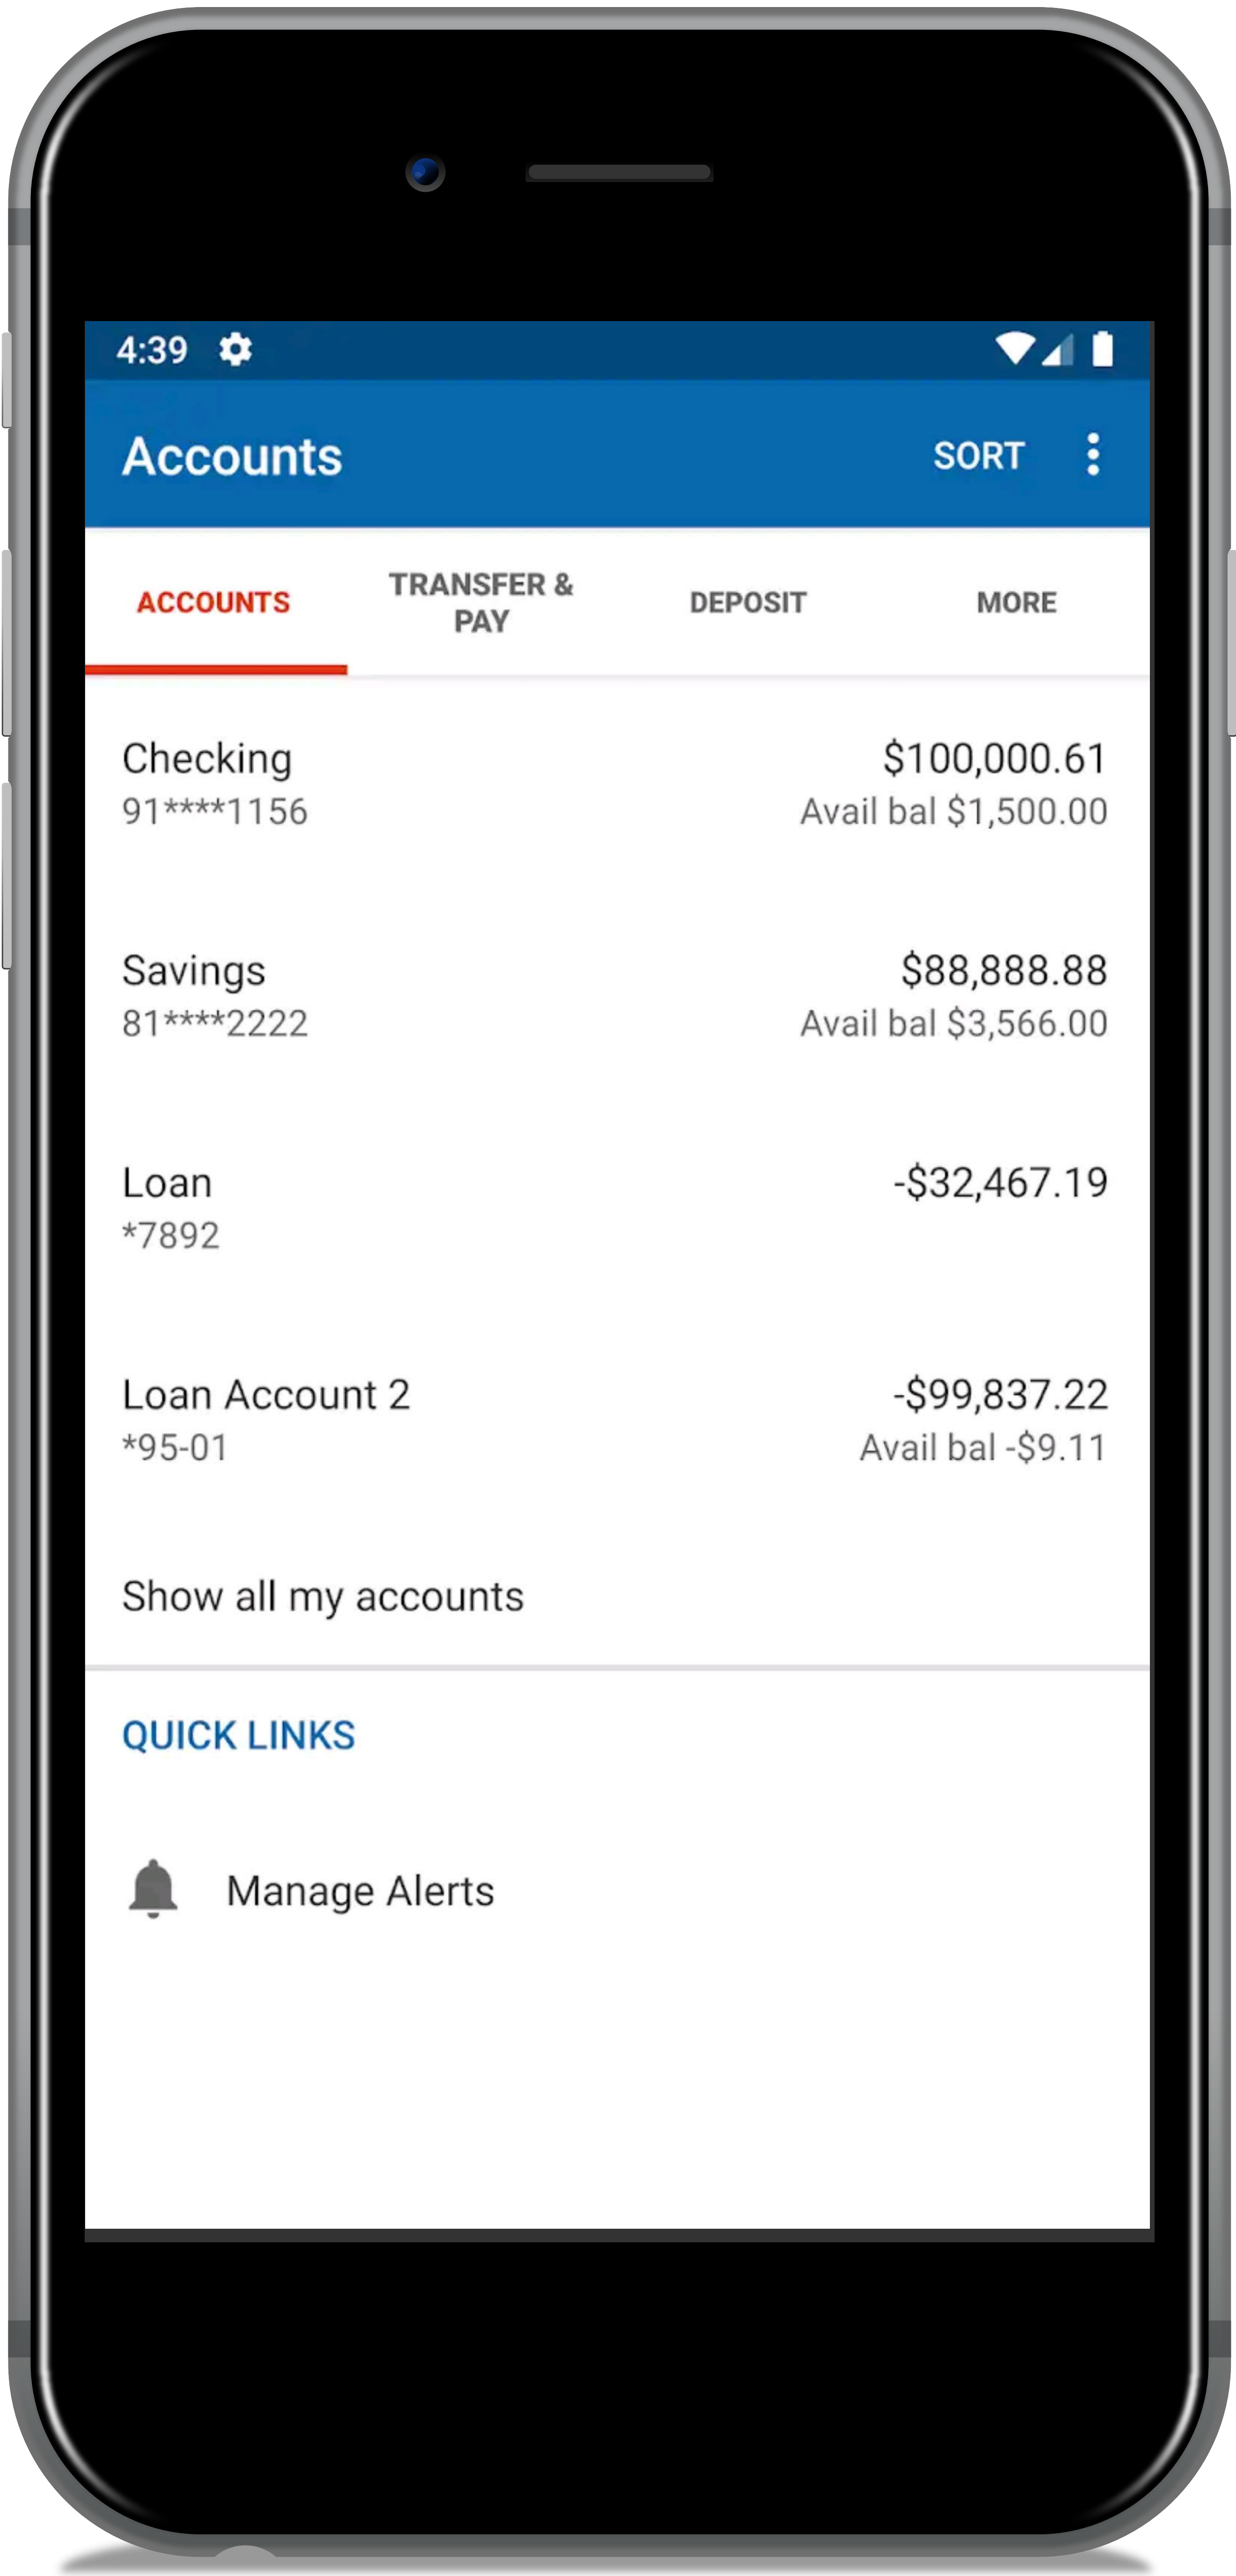 4:39
Accounts
SORT
ACCOUNTS
TRANSFER &
PAY
DEPOSIT
MORE
Checking
$100,000.61
91****1156
Avail bal $1,500.00
Savings
$88,888.88
81****2222
Avail bal $3,566.00
Loan
-$32,467.19
*7892
Loan Account 2
-$99,837.22
*95-01
Avail bal -$9.11
Show all my accounts
QUICK LINKS
Manage Alerts